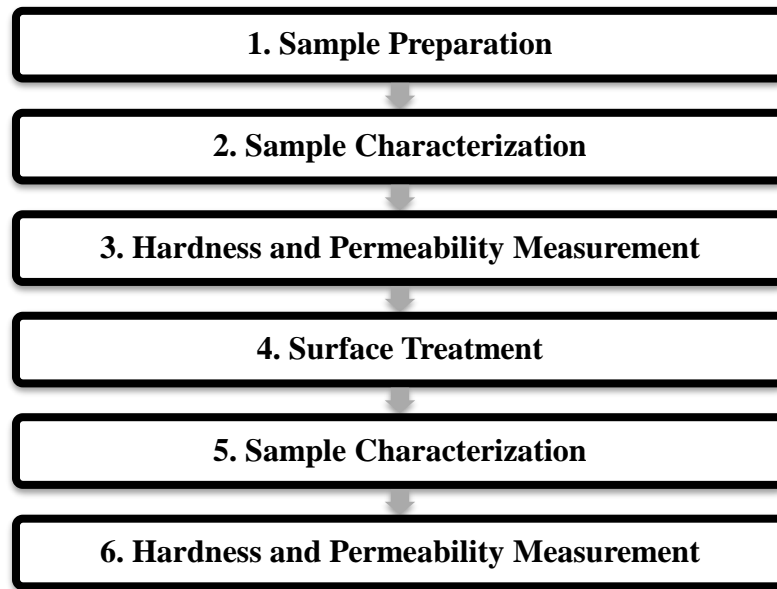 1. Sample Preparation
2. Sample Characterization
3. Hardness and Permeability Measurement
4. Surface Treatment
5. Sample Characterization
6. Hardness and Permeability Measurement